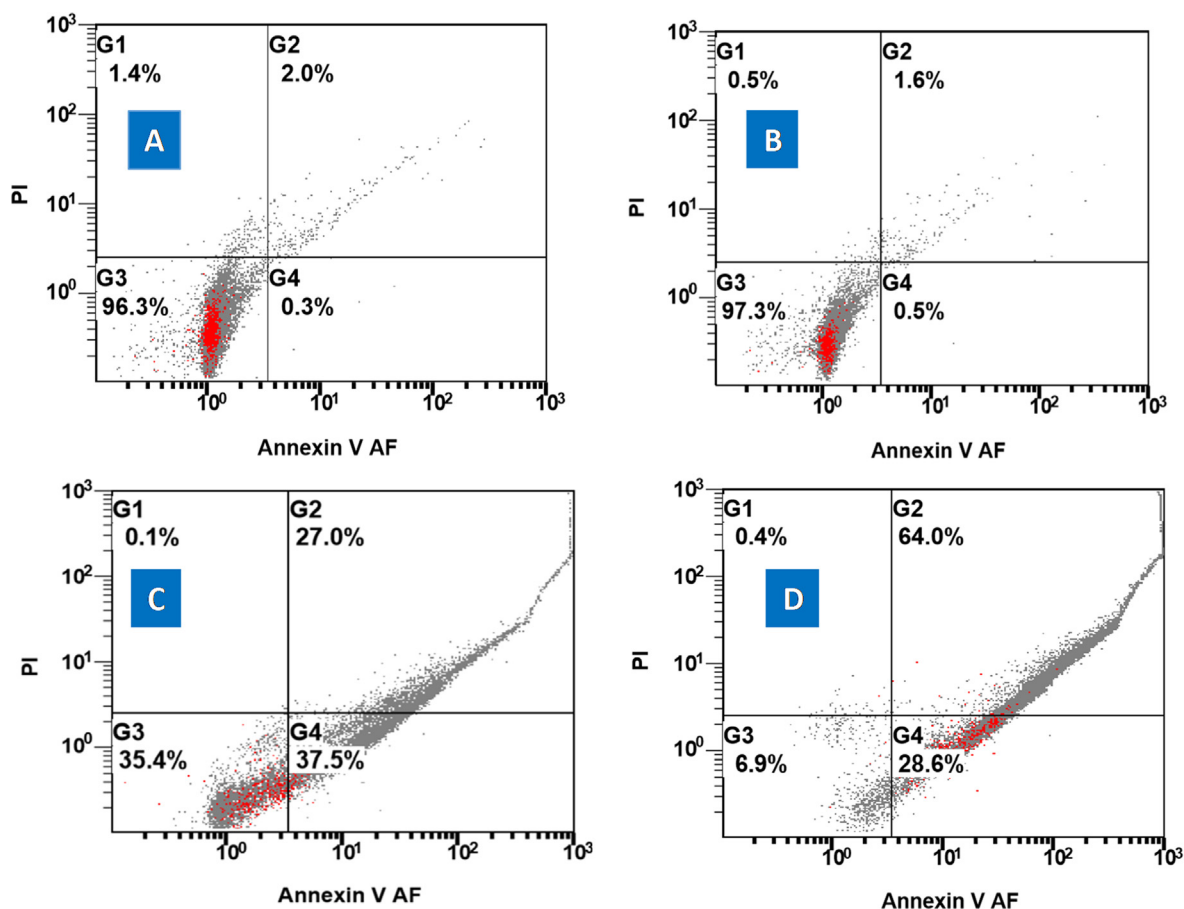 10³
G1
1.4%
G2
2.0%
A
10²
PI
10¹
10⁰
G3
96.3%
G4
0.3%
10⁰ 10¹ 10² 10³
Annexin V AF
10³
G1
0.5%
G2
1.6%
B
10²
PI
10¹
10⁰
G3
97.3%
G4
0.5%
10⁰ 10¹ 10² 10³
Annexin V AF
10³
G1
0.1%
G2
27.0%
C
10²
PI
10¹
10⁰
G3
35.4%
G4
37.5%
10⁰ 10¹ 10² 10³
Annexin V AF
10³
G1
0.4%
G2
64.0%
D
10²
PI
10¹
10⁰
G3
6.9%
G4
28.6%
10⁰ 10¹ 10² 10³
Annexin V AF